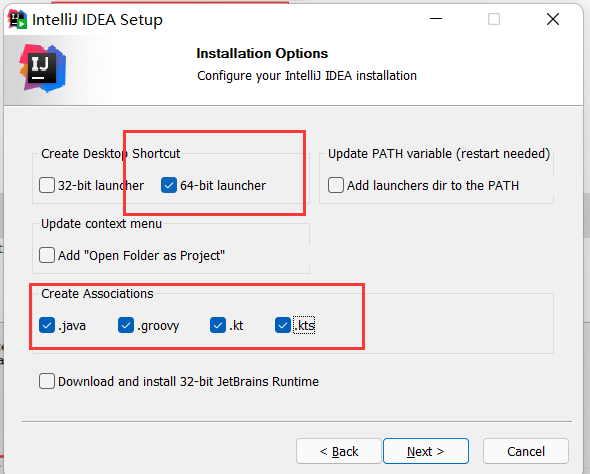 IntelliJ IDEA Setup
IJ
Installation Options
Configure your IntelliJ IDEA installation
Create Desktop Shortcut
32-bit launcher
64-bit launcher
Update PATH variable (restart needed)
Add launchers dir to the PATH
Update context menu
Add "Open Folder as Project"
Create Associations
.java
.groovy
.kt
.kts
Download and install 32-bit JetBrains Runtime
< Back
Next >
Cancel